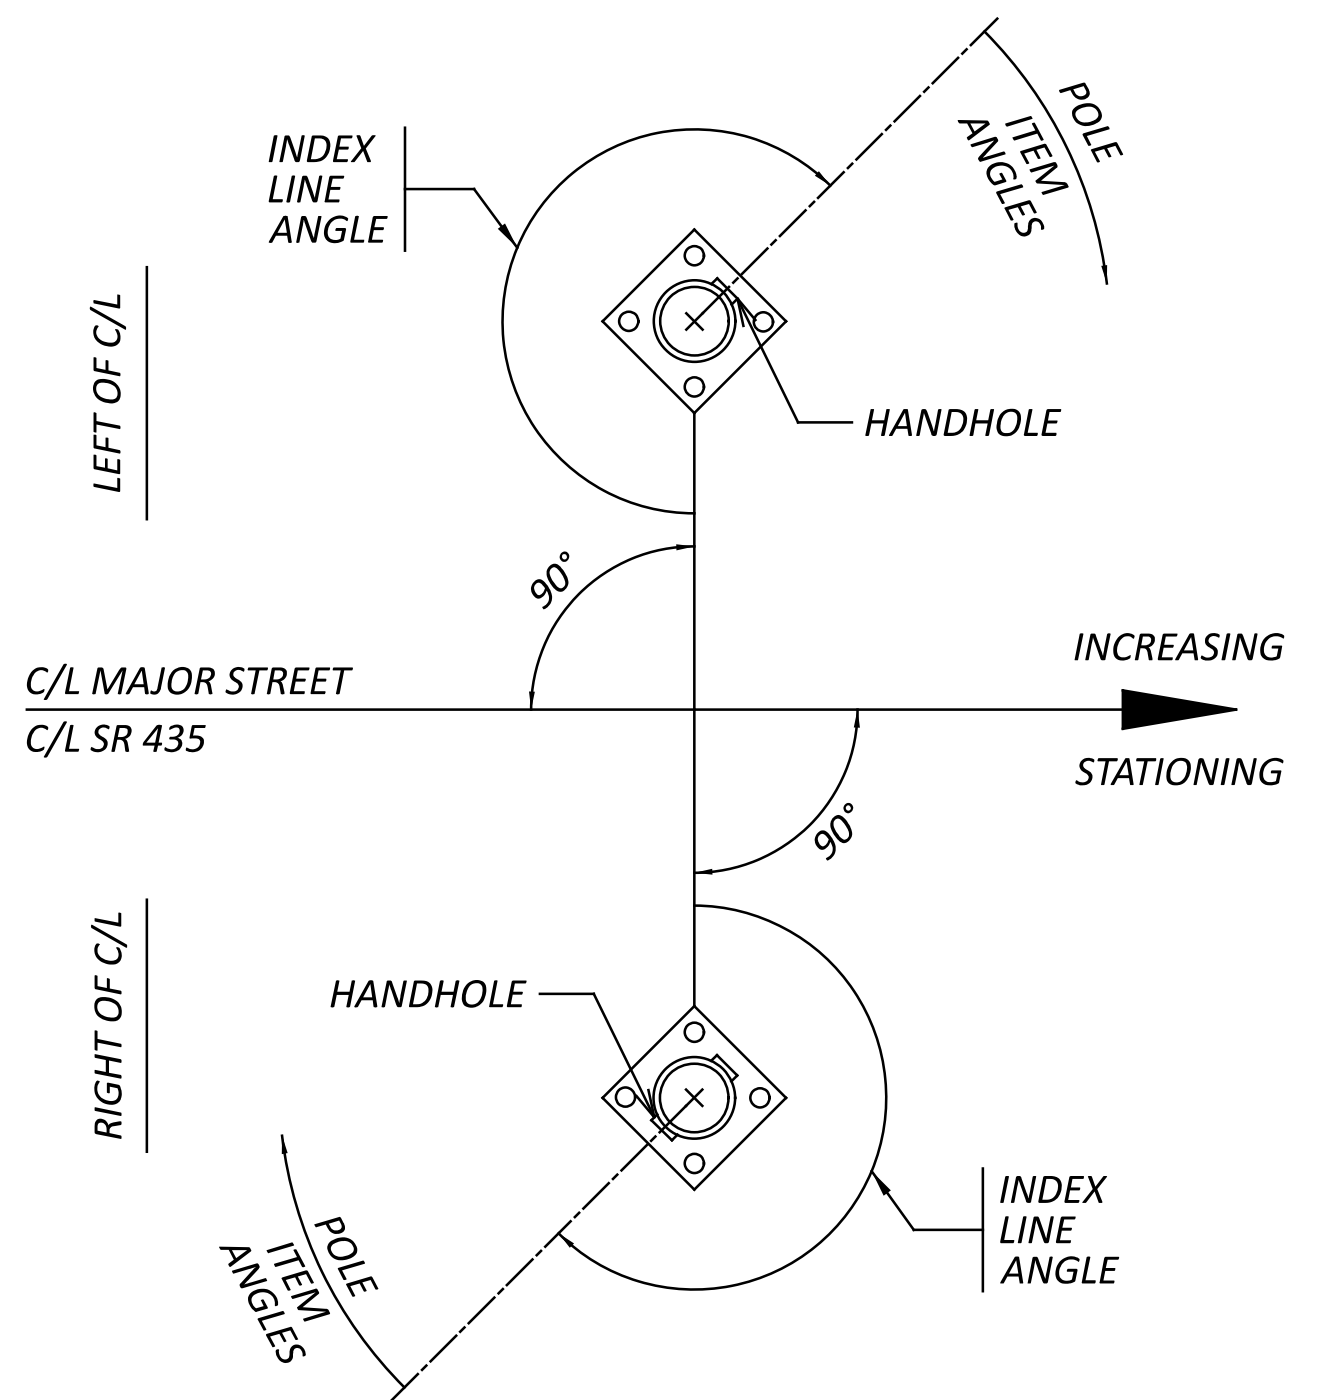 POLE
ITEM
ANGLES
INDEX
LINE
ANGLE
LEFT OF C/L
HANDHOLE
90°
C/L MAJOR STREET
C/L SR 435
INCREASING
STATIONING
90°
RIGHT OF C/L
HANDHOLE
INDEX
LINE
ANGLE
POLE
ITEM
ANGLES